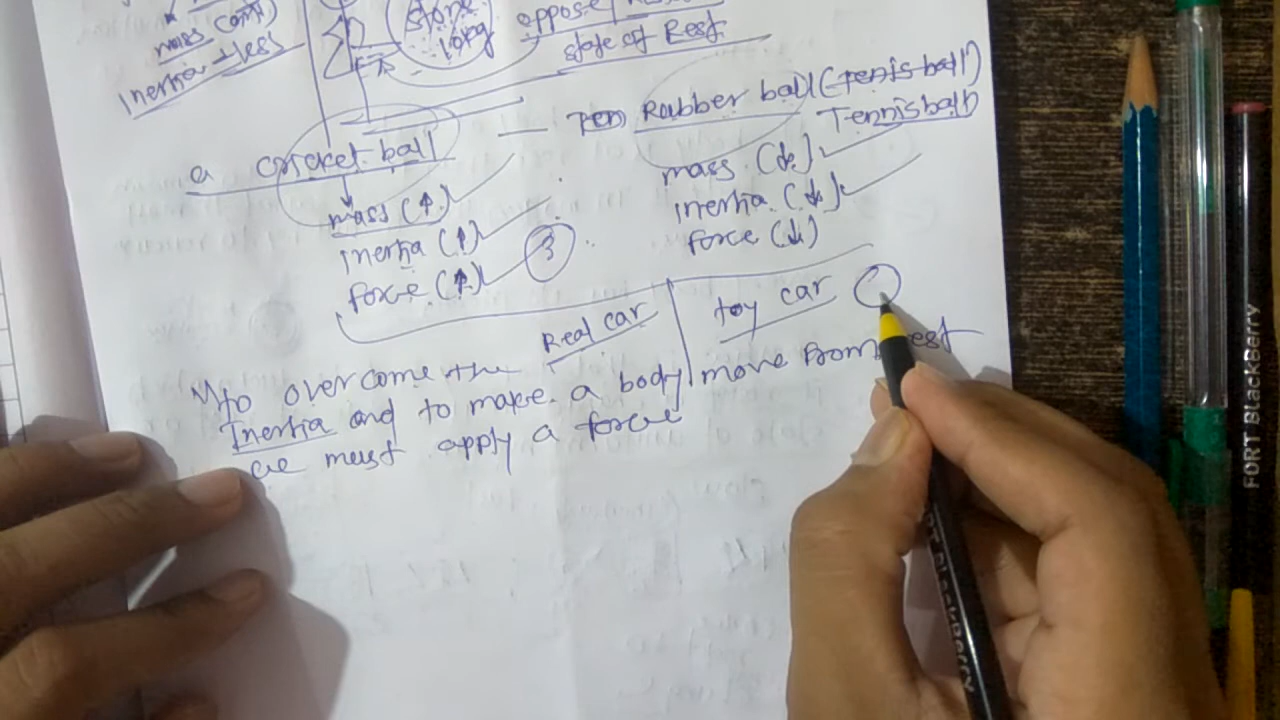 mass (cont)
Inertia → less
stone
10kg
oppose
state of Rest.
a cricket ball
mass (↑)
inertia (↑)
force (↑)
3
Rubber ball (Tenis ball)
Tennis ball
mass (↓)
inertia (↓)
force (↓)
Real car
toy car
to overcome the
Inertia and to make a body move from rest
we must apply a force
FORT BlackBerry
BlackBerry